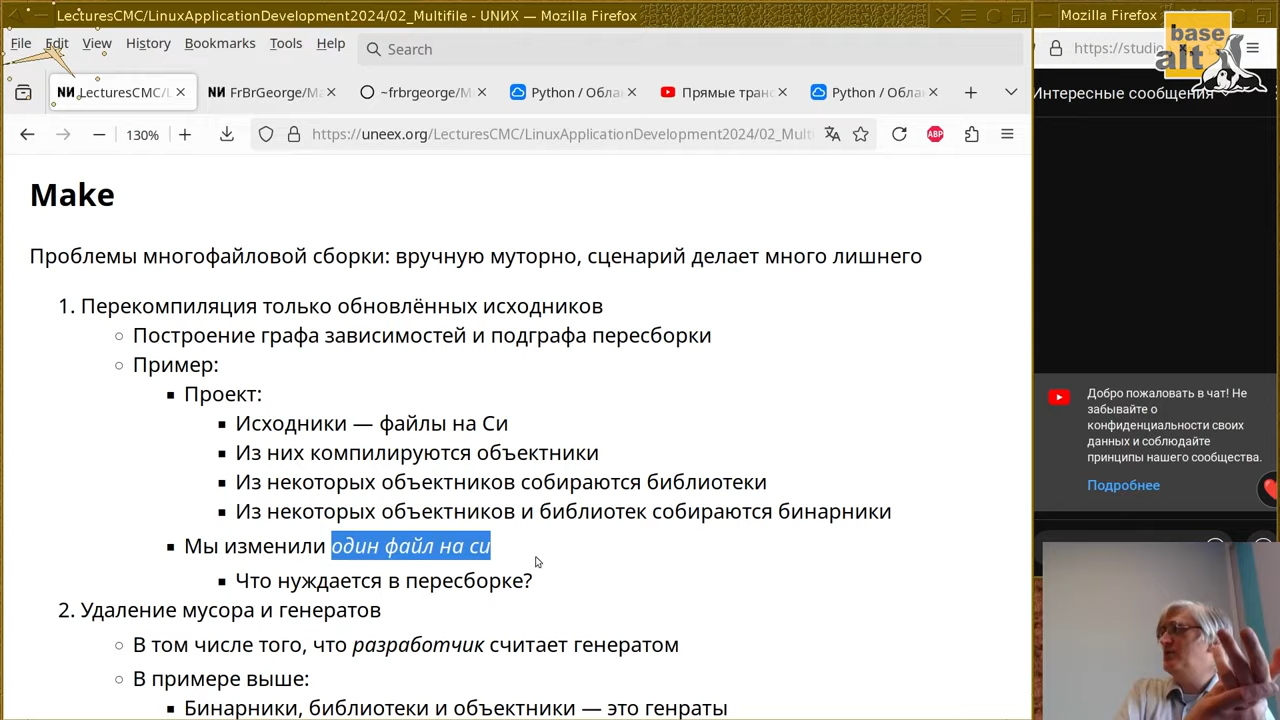 LecturesCMC/LinuxApplicationDevelopment2024/02_Multifile - UNИX — Mozilla Firefox
Mozilla Firefox
base
alt
File Edit View History Bookmarks Tools Help
Search
https://studio.
NИ LecturesCMC/L
NИ FrBrGeorge/Ma
~frbrgeorge/M
Python / Обла
Прямые тран
Python / Обла
Интересные сообщения
130%
https://uneex.org/LecturesCMC/LinuxApplicationDevelopment2024/02_Mult
ABP
Make
Проблемы многофайловой сборки: вручную муторно, сценарий делает много лишнего
1. Перекомпиляция только обновлённых исходников
Построение графа зависимостей и подграфа пересборки
Пример:
Проект:
Исходники — файлы на Си
Из них компилируются объектники
Из некоторых объектников собираются библиотеки
Из некоторых объектников и библиотек собираются бинарники
Мы изменили один файл на си
Что нуждается в пересборке?
2. Удаление мусора и генератов
В том числе того, что разработчик считает генератом
В примере выше:
Бинарники, библиотеки и объектники — это генраты
Добро пожаловать в чат! Не
забывайте о
конфиденциальности своих
данных и соблюдайте
принципы нашего сообщества.
Подробнее